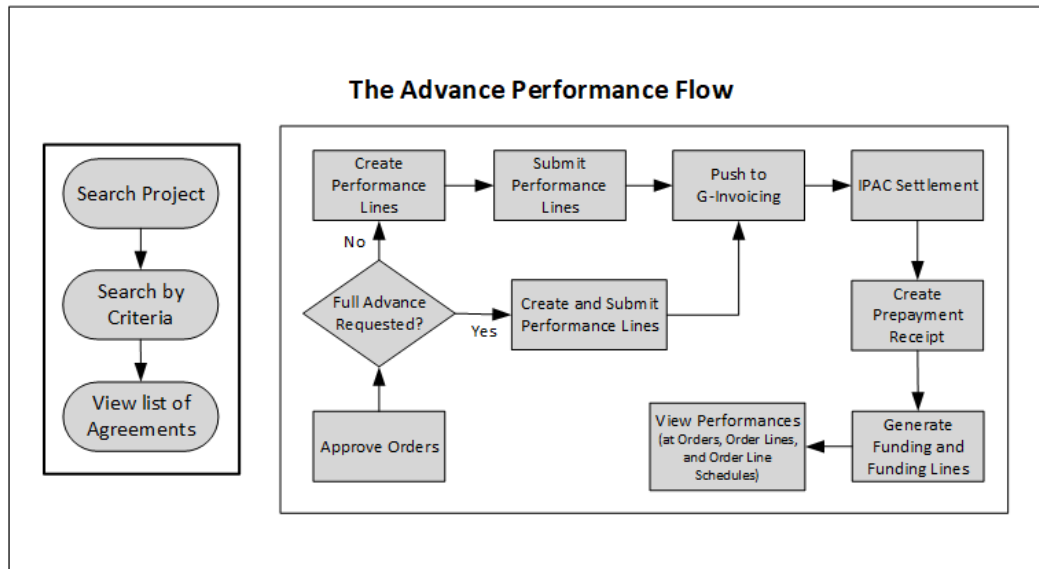 The Advance Performance Flow
Search Project
Search by
Criteria
View list of
Agreements
Create
Performance
Lines
Submit
Performance
Lines
Push to
G-Invoicing
IPAC Settlement
No
Full Advance
Requested?
Yes
Create and Submit
Performance Lines
Create
Prepayment
Receipt
Approve Orders
View Performances
(at Orders, Order Lines,
and Order Line
Schedules)
Generate
Funding and
Funding Lines